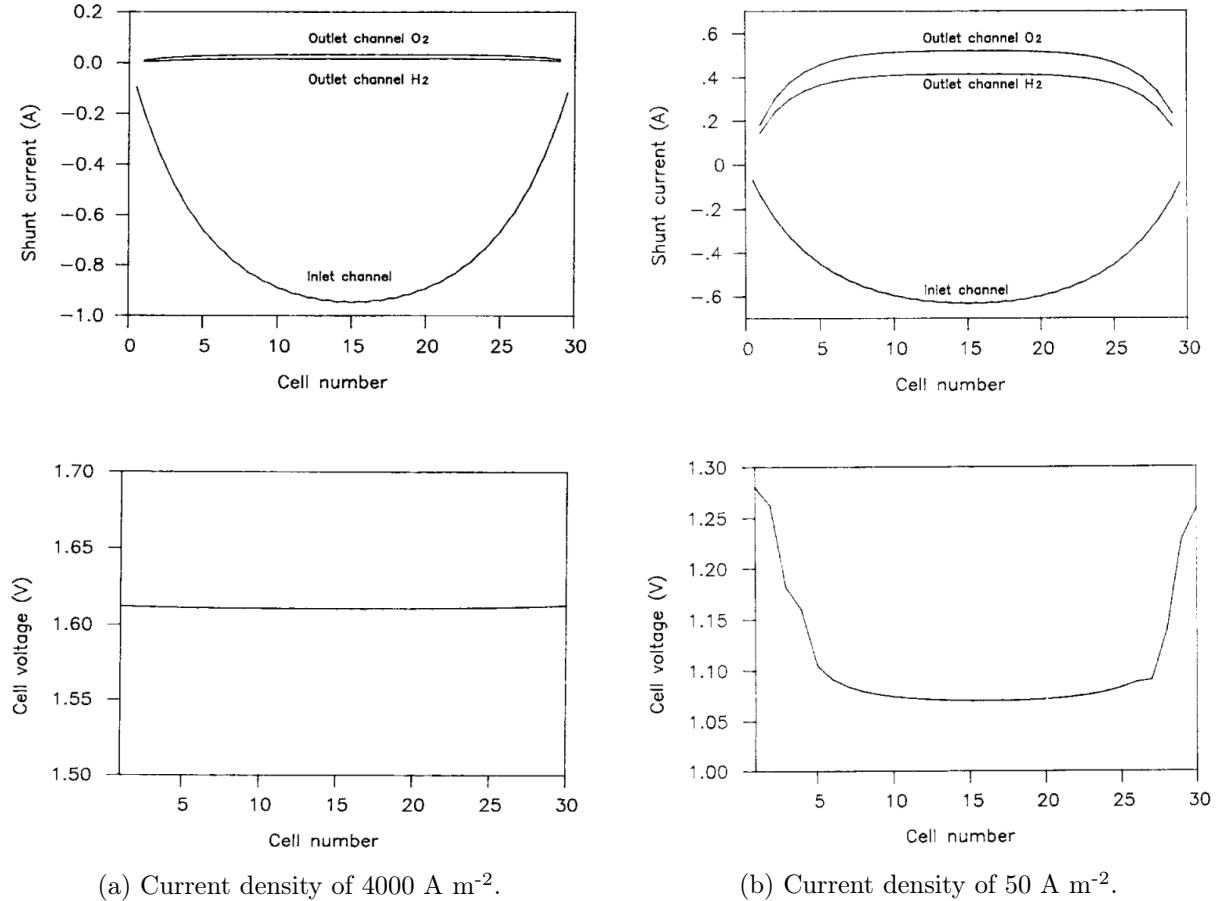 0.2
0.0
−0.2
−0.4
−0.6
−0.8
−1.0
Shunt current (A)
Outlet channel O2
Outlet channel H2
Inlet channel
0 5 10 15 20 25 30
Cell number
.6
.4
.2
0
−.2
−.4
−.6
Shunt current (A)
Outlet channel O2
Outlet channel H2
Inlet channel
0 5 10 15 20 25 30
Cell number
1.70
1.65
1.60
1.55
1.50
Cell voltage (V)
5 10 15 20 25 30
Cell number
1.30
1.25
1.20
1.15
1.10
1.05
1.00
Cell voltage (V)
5 10 15 20 25 30
Cell number
(a) Current density of 4000 A m-2.
(b) Current density of 50 A m-2.